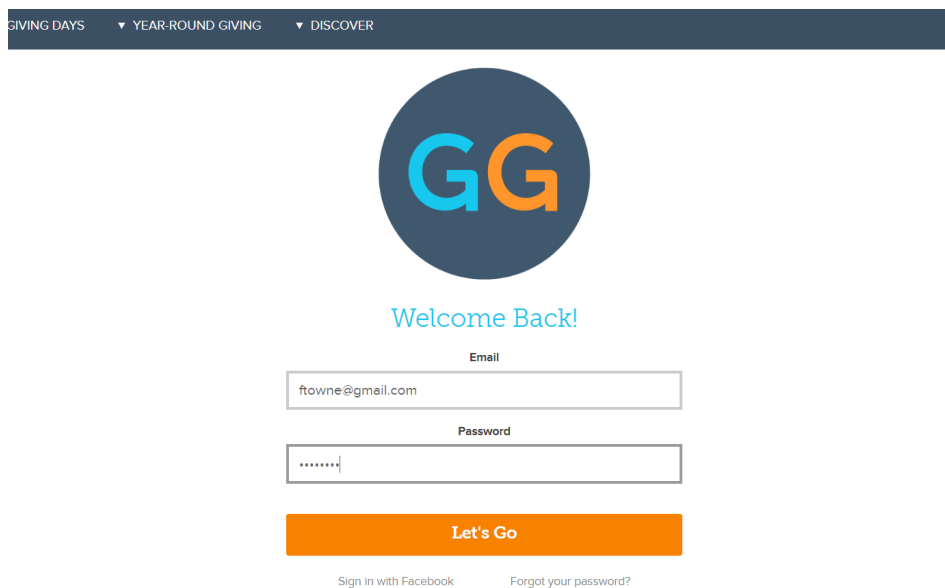 GIVING DAYS ▼ YEAR-ROUND GIVING ▼ DISCOVER
GG
Welcome Back!
Email
ftowne@gmail.com
Password
••••••••
Let's Go
Sign in with Facebook Forgot your password?